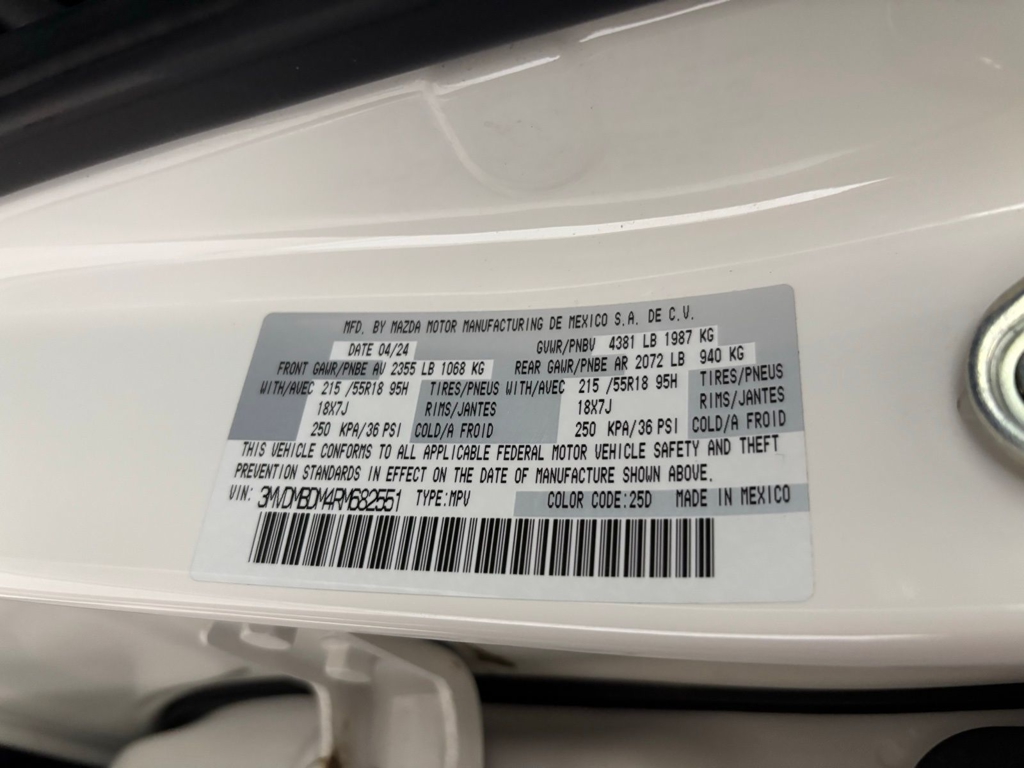 MFD. BY MAZDA MOTOR MANUFACTURING DE MEXICO S.A. DE C.V.
DATE 04/24 GVWR/PNBV 4381 LB 1987 KG
FRONT GAWR/PNBE AV 2355 LB 1068 KG REAR GAWR/PNBE AR 2072 LB 940 KG
WITH/AVEC 215 /55R18 95H TIRES/PNEUS WITH/AVEC 215 /55R18 95H TIRES/PNEUS
18X7J RIMS/JANTES 18X7J RIMS/JANTES
250 KPA/36 PSI COLD/A FROID 250 KPA/36 PSI COLD/A FROID
THIS VEHICLE CONFORMS TO ALL APPLICABLE FEDERAL MOTOR VEHICLE SAFETY AND THEFT
PREVENTION STANDARDS IN EFFECT ON THE DATE OF MANUFACTURE SHOWN ABOVE.
VIN: 3MVDMBDM4RM682551 TYPE:MPV COLOR CODE:25D MADE IN MEXICO